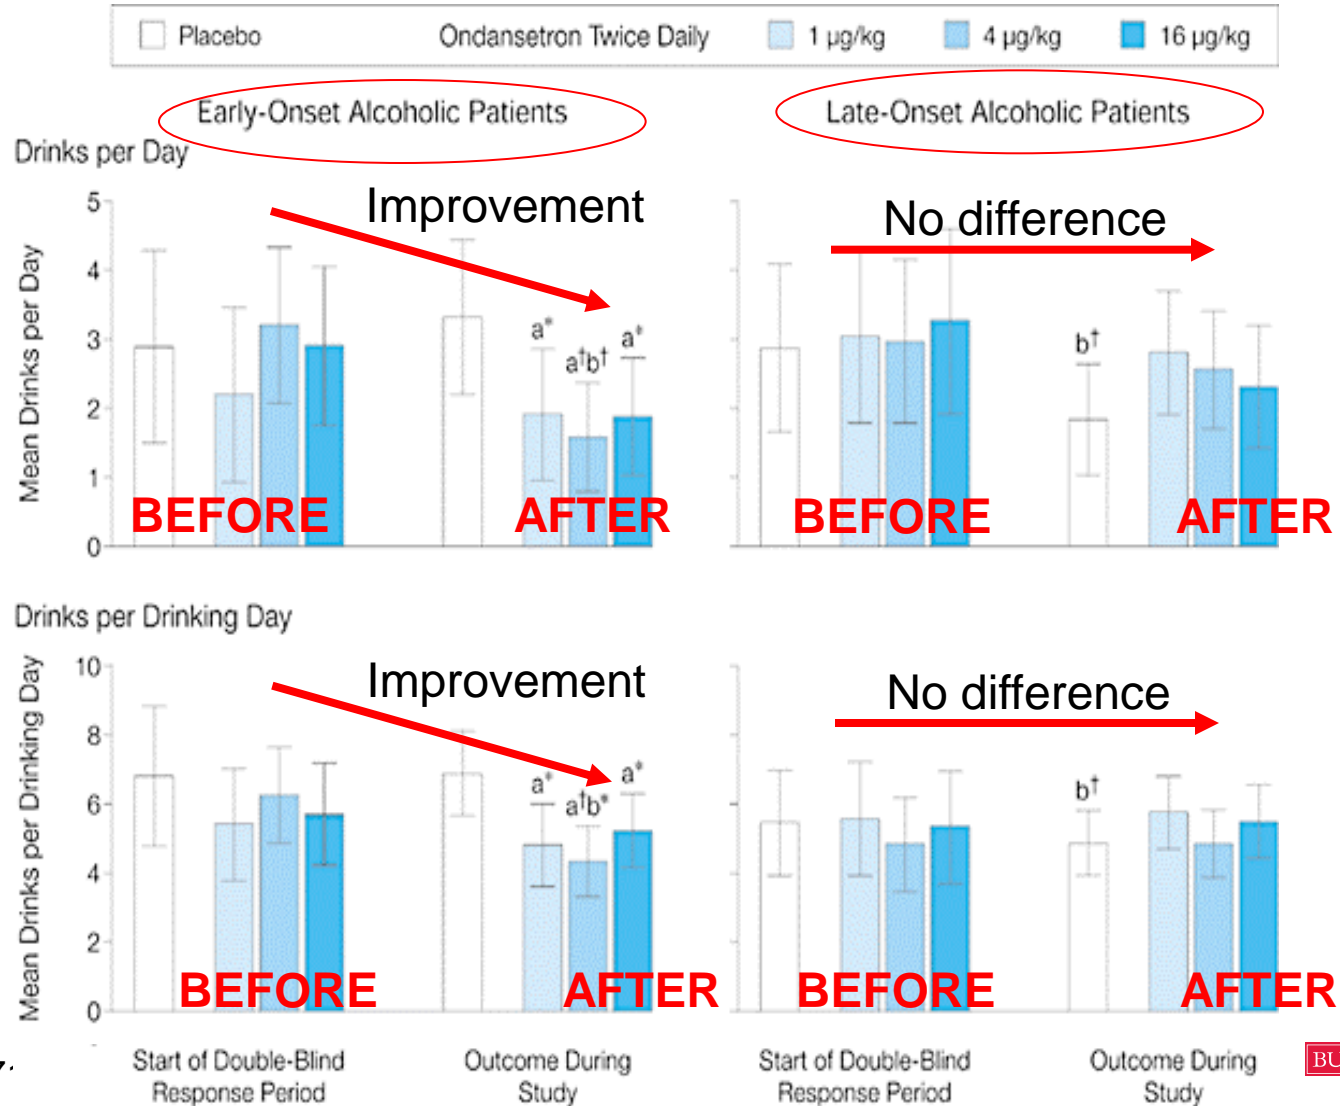 Placebo Ondansetron Twice Daily 1 µg/kg 4 µg/kg 16 µg/kg
Early-Onset Alcoholic Patients
Late-Onset Alcoholic Patients
Drinks per Day
Mean Drinks per Day
5
4
3
2
1
0
Improvement
a*
a†b†
a*
BEFORE
AFTER
No difference
b†
BEFORE
AFTER
Drinks per Drinking Day
Mean Drinks per Drinking Day
10
8
6
4
2
0
Improvement
a*
a†b*
a*
BEFORE
AFTER
No difference
b†
BEFORE
AFTER
Start of Double-Blind
Response Period
Outcome During
Study
Start of Double-Blind
Response Period
Outcome During
Study
BU